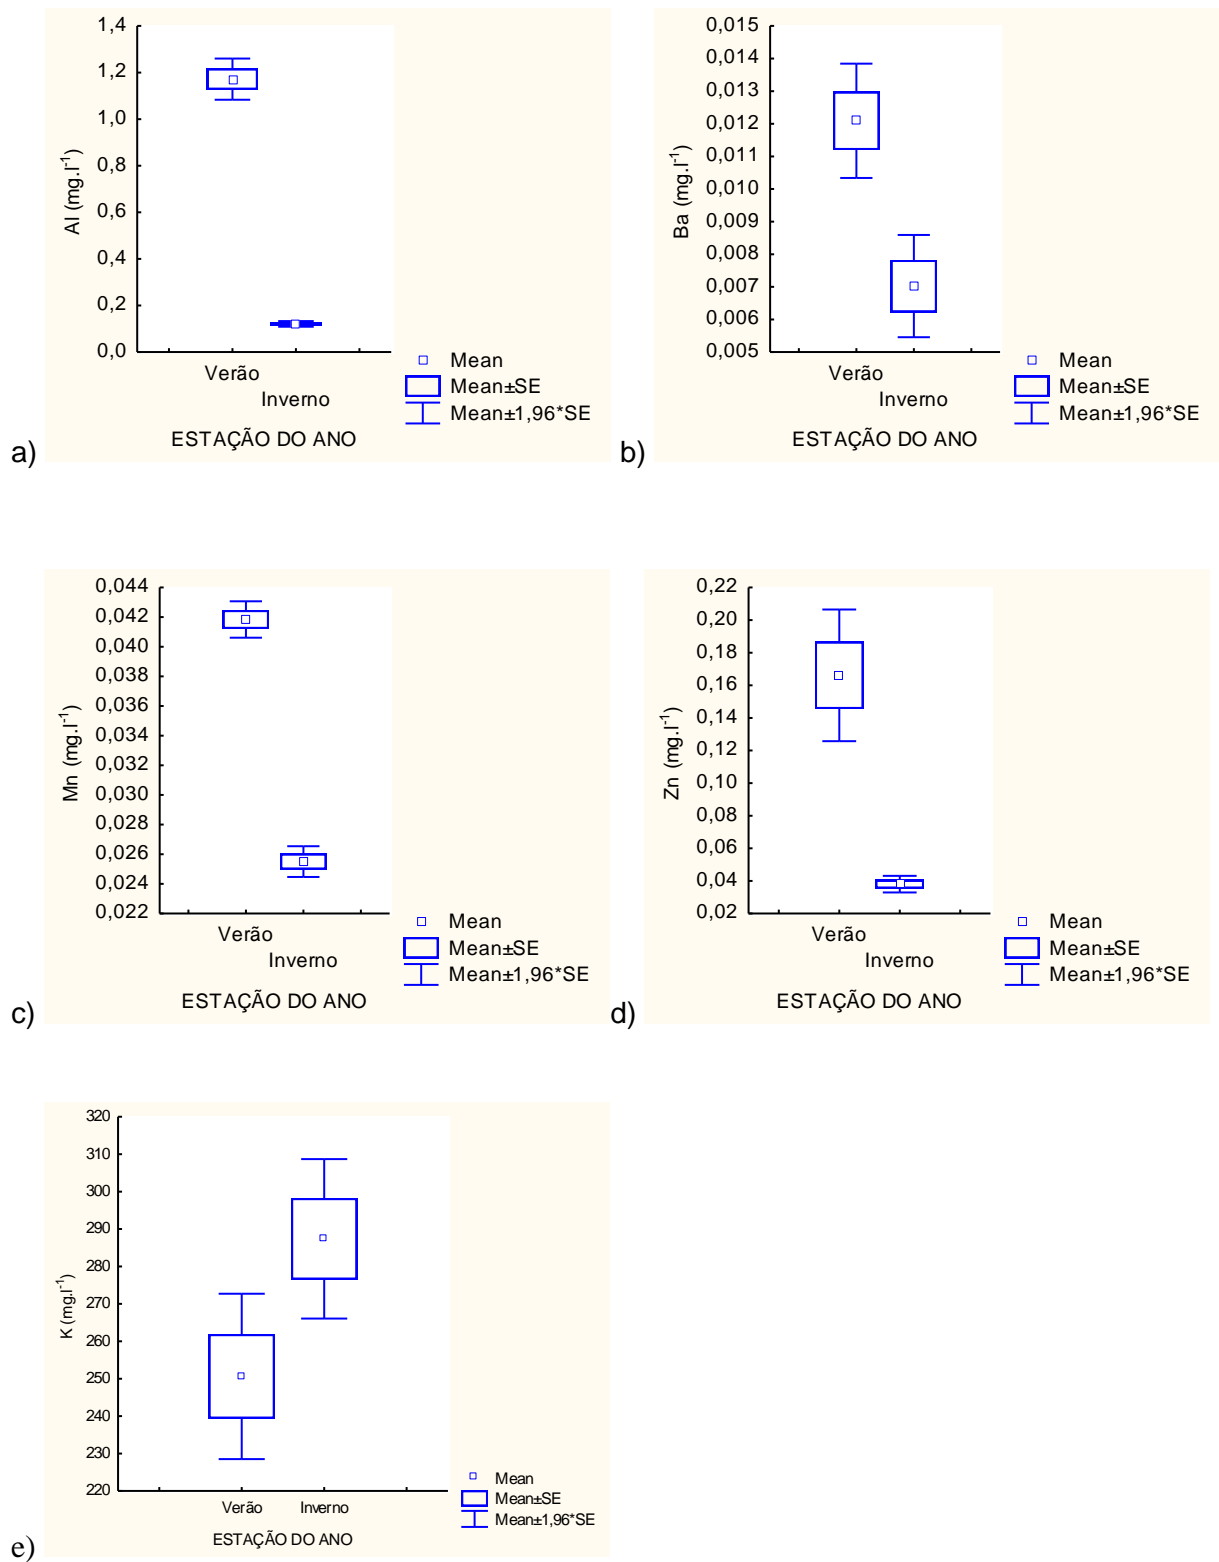 1,4
1,2
1,0
0,8
0,6
0,4
0,2
0,0
Al (mg.l-1)
Verão
Inverno
ESTAÇÃO DO ANO
Mean
Mean±SE
Mean±1,96*SE
a)
0,015
0,014
0,013
0,012
0,011
0,010
0,009
0,008
0,007
0,006
0,005
Ba (mg.l-1)
Verão
Inverno
ESTAÇÃO DO ANO
Mean
Mean±SE
Mean±1,96*SE
b)
0,044
0,042
0,040
0,038
0,036
0,034
0,032
0,030
0,028
0,026
0,024
0,022
Mn (mg.l-1)
Verão
Inverno
ESTAÇÃO DO ANO
Mean
Mean±SE
Mean±1,96*SE
c)
0,22
0,20
0,18
0,16
0,14
0,12
0,10
0,08
0,06
0,04
0,02
Zn (mg.l-1)
Verão
Inverno
ESTAÇÃO DO ANO
Mean
Mean±SE
Mean±1,96*SE
d)
320
310
300
290
280
270
260
250
240
230
220
K (mg.l-1)
Verão Inverno
ESTAÇÃO DO ANO
Mean
Mean±SE
Mean±1,96*SE
e)